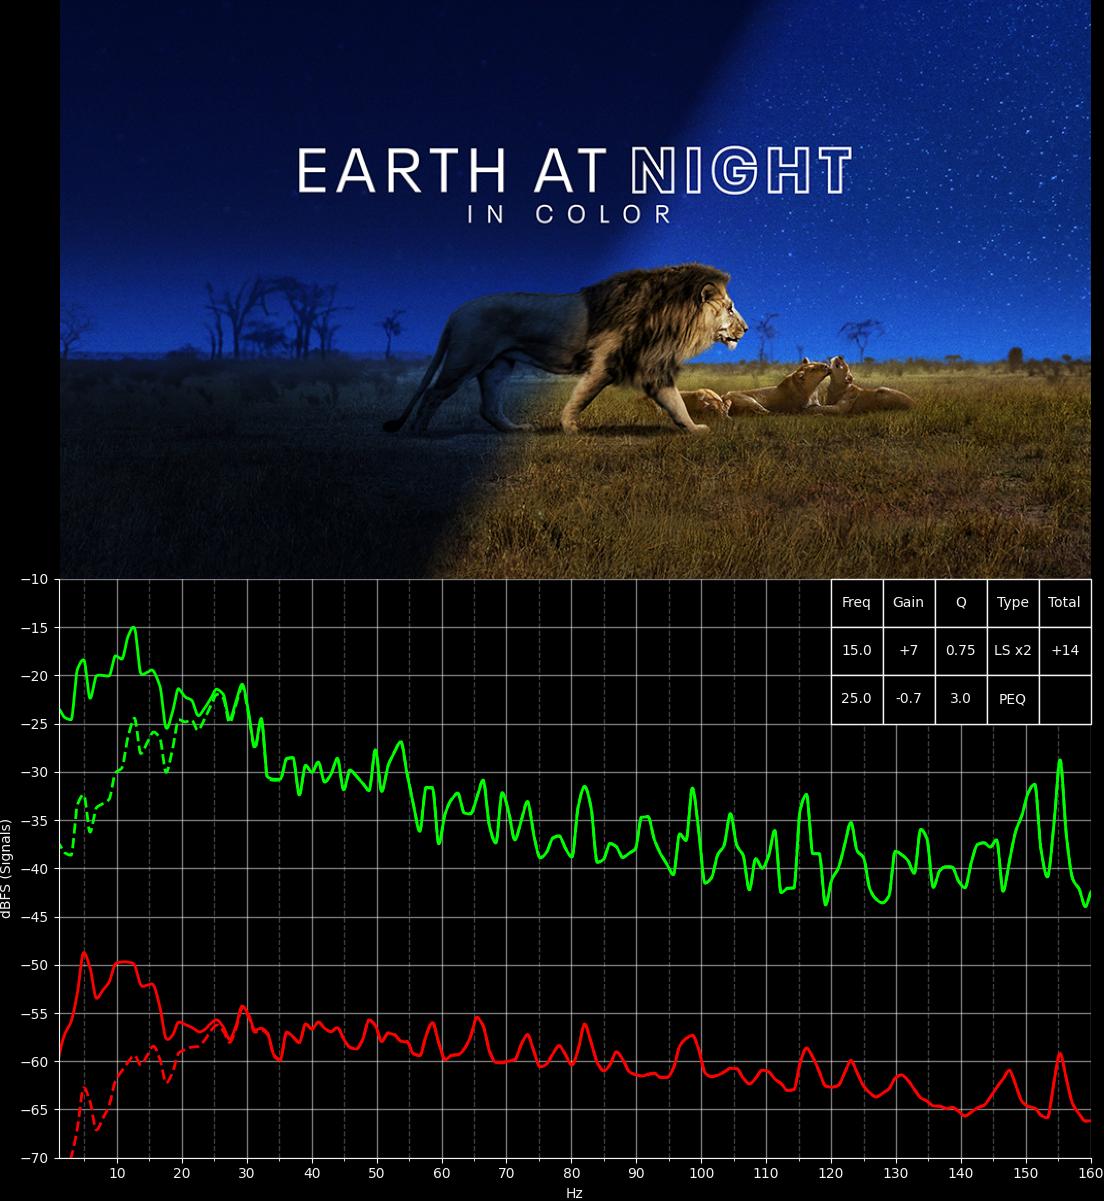 EARTH AT NIGHT
IN COLOR
Freq Gain Q Type Total
15.0 +7 0.75 LS x2 +14
25.0 -0.7 3.0 PEQ
dBFS (Signals)
−10
−15
−20
−25
−30
−35
−40
−45
−50
−55
−60
−65
−70
10 20 30 40 50 60 70 80 90 100 110 120 130 140 150 160
Hz